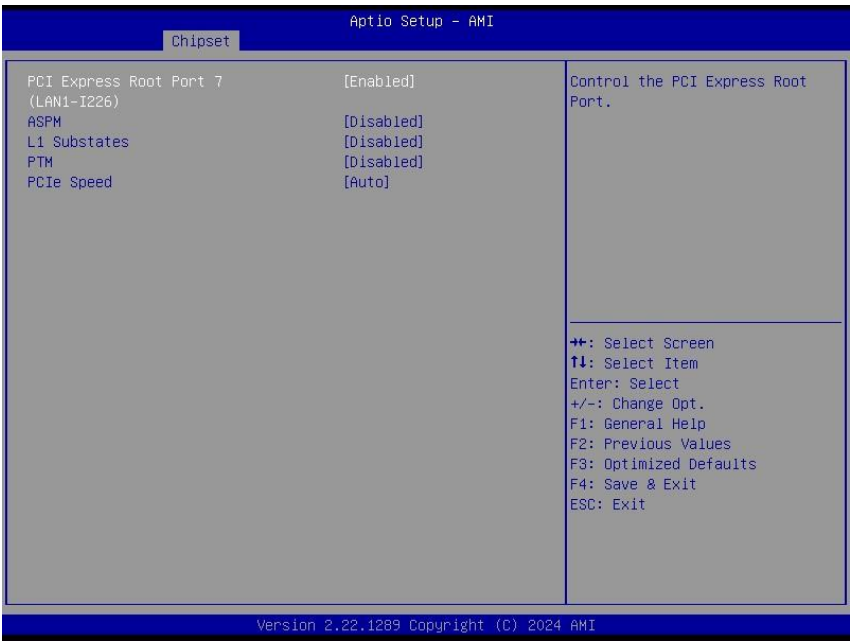 Aptio Setup - AMI
Chipset
PCI Express Root Port 7 [Enabled]
(LAN1-I226)
ASPM [Disabled]
L1 Substates [Disabled]
PTM [Disabled]
PCIe Speed [Auto]
Control the PCI Express Root
Port.
→←: Select Screen
↑↓: Select Item
Enter: Select
+/-: Change Opt.
F1: General Help
F2: Previous Values
F3: Optimized Defaults
F4: Save & Exit
ESC: Exit
Version 2.22.1289 Copyright (C) 2024 AMI